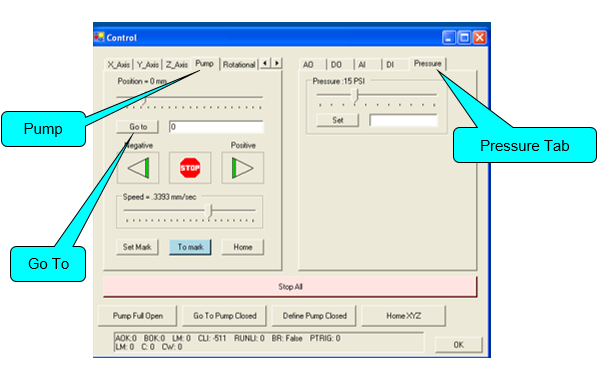 Control
X_Axis Y_Axis Z_Axis Pump Rotational
AO DO AI DI Pressure
Position = 0 mm
Pressure :15 PSI
Pump
Go to 0
Set
Pressure Tab
Negative Positive
STOP
Speed = .3393 mm/sec
Go To
Set Mark To mark Home
Stop All
Pump Full Open Go To Pump Closed Define Pump Closed Home XYZ
AOK:0 BOK:0 LM: 0 CLI: -511 RUNLI: 0 BR: False PTRIG: 0
LM: 0 C: 0 CW: 0
OK